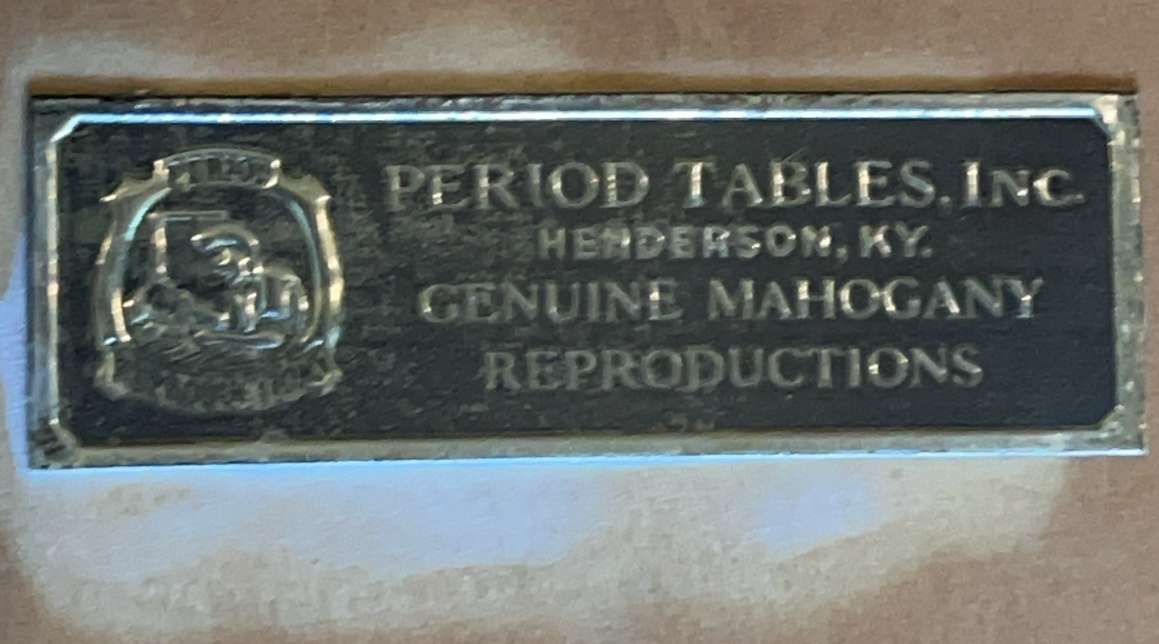 PERIOD TABLES, INC.
HENDERSON, KY.
GENUINE MAHOGANY
REPRODUCTIONS